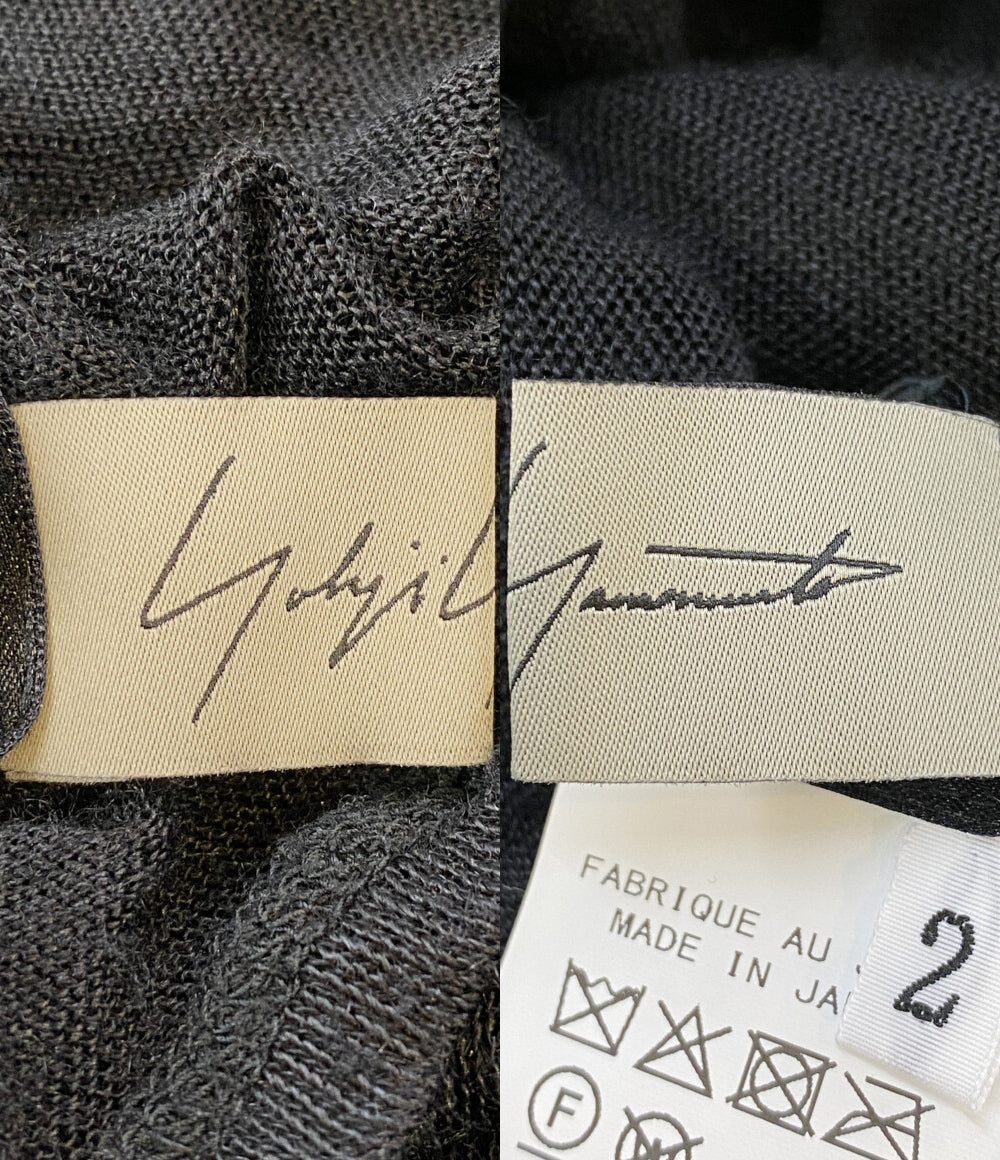 Yohji Yamamoto
FABRIQUE AU
MADE IN JA
2
F